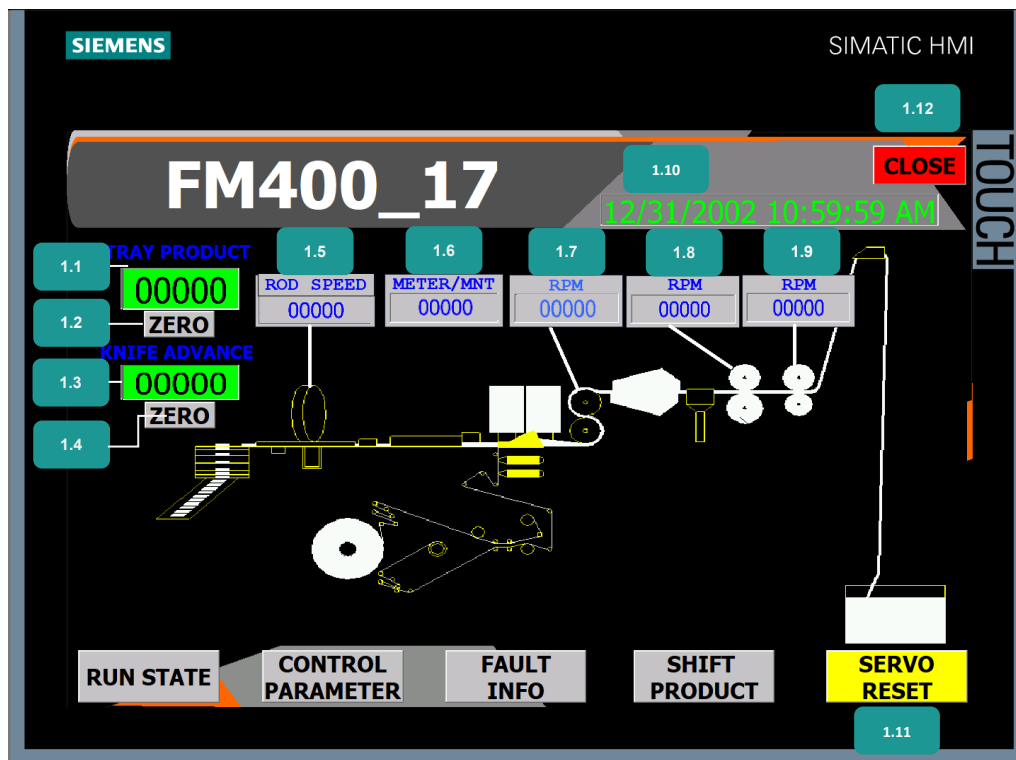 SIEMENS
SIMATIC HMI
1.12
TOUCH
FM400_17
1.10
CLOSE
12/31/2002 10:59:59 AM
1.1
TRAY PRODUCT
00000
1.2
ZERO
KNIFE ADVANCE
1.3
00000
1.4
ZERO
1.5
ROD SPEED
00000
1.6
METER/MNT
00000
1.7
RPM
00000
1.8
RPM
00000
1.9
RPM
00000
RUN STATE
CONTROL
PARAMETER
FAULT
INFO
SHIFT
PRODUCT
SERVO
RESET
1.11